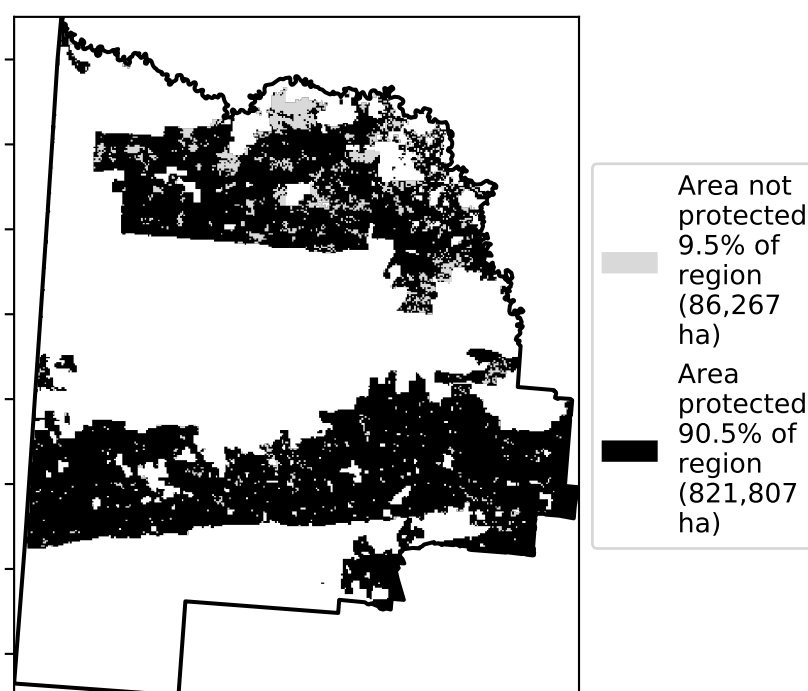 Area not
protected
9.5% of
region
(86,267
ha)
Area
protected
90.5% of
region
(821,807
ha)